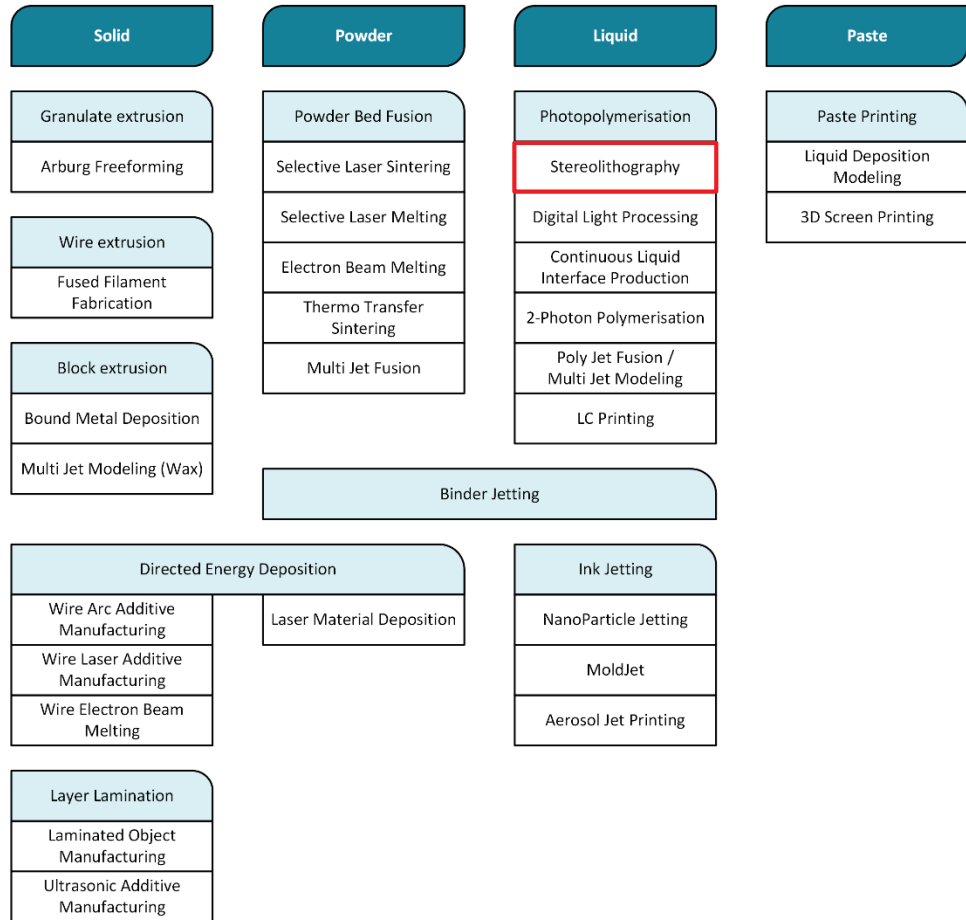 Solid
Powder
Liquid
Paste
Granulate extrusion
Arburg Freeforming
Wire extrusion
Fused Filament
Fabrication
Block extrusion
Bound Metal Deposition
Multi Jet Modeling (Wax)
Powder Bed Fusion
Selective Laser Sintering
Selective Laser Melting
Electron Beam Melting
Thermo Transfer
Sintering
Multi Jet Fusion
Photopolymerisation
Stereolithography
Digital Light Processing
Continuous Liquid
Interface Production
2-Photon Polymerisation
Poly Jet Fusion /
Multi Jet Modeling
LC Printing
Paste Printing
Liquid Deposition
Modeling
3D Screen Printing
Binder Jetting
Directed Energy Deposition
Wire Arc Additive
Manufacturing
Wire Laser Additive
Manufacturing
Wire Electron Beam
Melting
Laser Material Deposition
Ink Jetting
NanoParticle Jetting
MoldJet
Aerosol Jet Printing
Layer Lamination
Laminated Object
Manufacturing
Ultrasonic Additive
Manufacturing